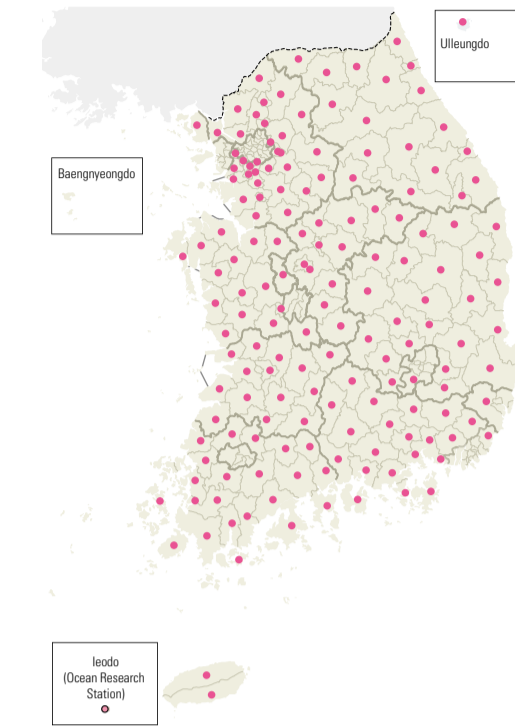 Ulleungdo
Baengnyeongdo
Ieodo
(Ocean Research
Station)